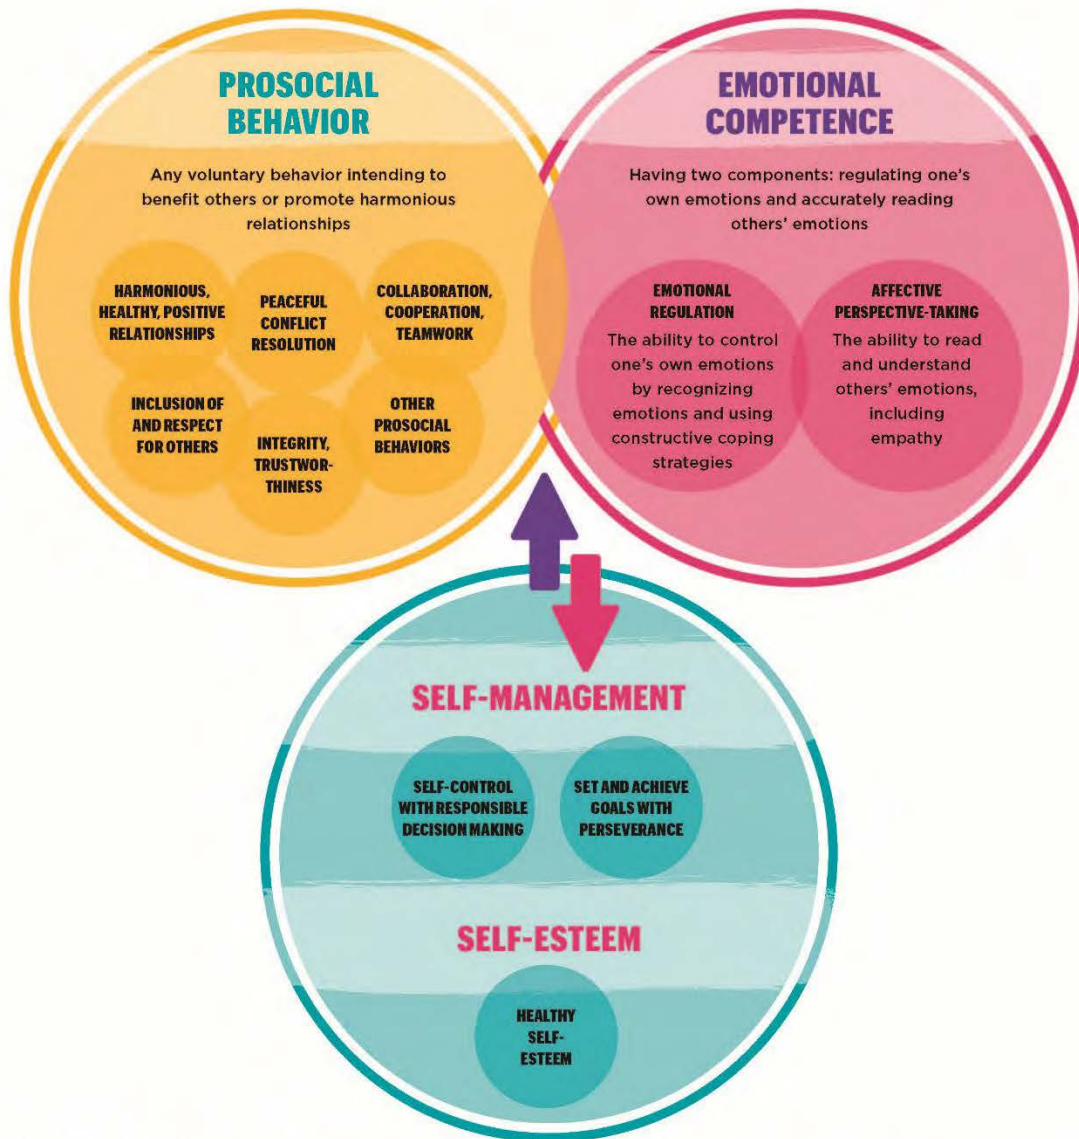 PROSOCIAL
BEHAVIOR
Any voluntary behavior intending to
benefit others or promote harmonious
relationships
HARMONIOUS,
HEALTHY, POSITIVE
RELATIONSHIPS
PEACEFUL
CONFLICT
RESOLUTION
COLLABORATION,
COOPERATION,
TEAMWORK
INCLUSION OF
AND RESPECT
FOR OTHERS
INTEGRITY,
TRUSTWOR-
THINESS
OTHER
PROSOCIAL
BEHAVIORS
EMOTIONAL
COMPETENCE
Having two components: regulating one’s
own emotions and accurately reading
others’ emotions
EMOTIONAL
REGULATION
The ability to control
one’s own emotions
by recognizing
emotions and using
constructive coping
strategies
AFFECTIVE
PERSPECTIVE-TAKING
The ability to read
and understand
others’ emotions,
including
empathy
SELF-MANAGEMENT
SELF-CONTROL
WITH RESPONSIBLE
DECISION MAKING
SET AND ACHIEVE
GOALS WITH
PERSEVERANCE
SELF-ESTEEM
HEALTHY
SELF-
ESTEEM